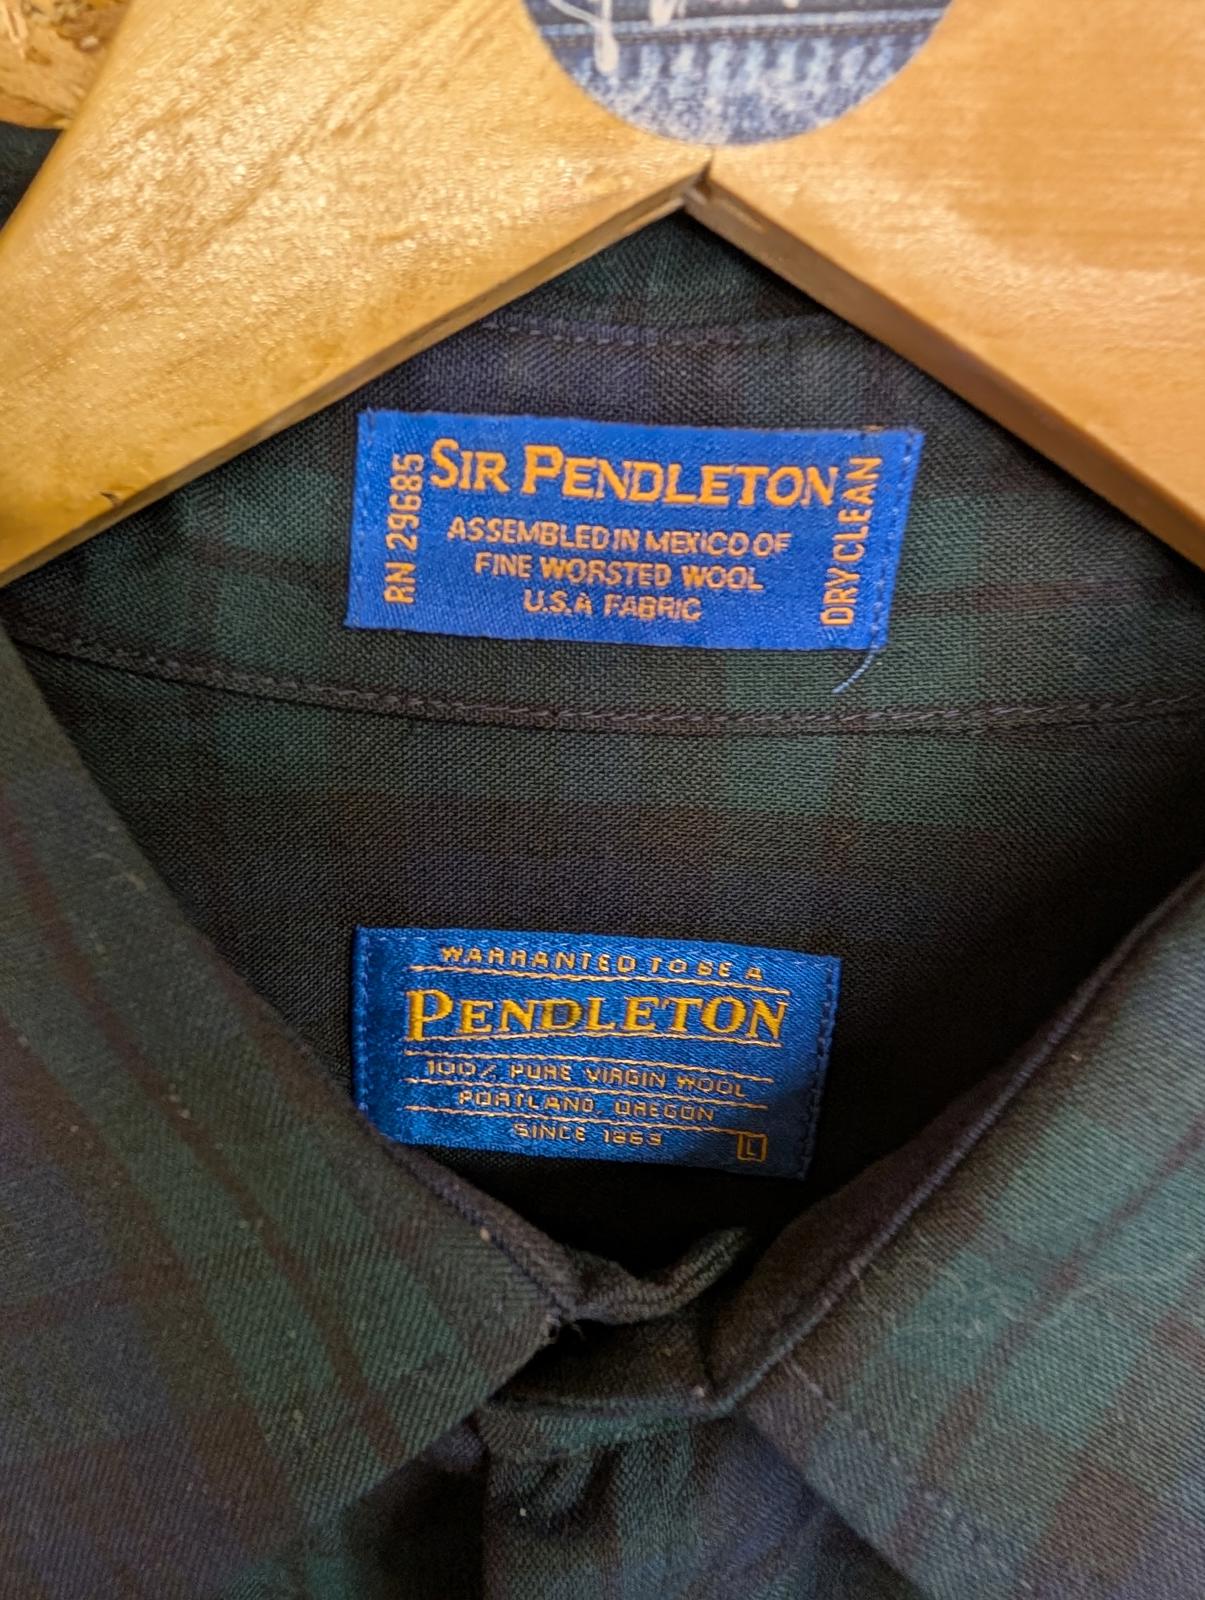 RN 29685
SIR PENDLETON
ASSEMBLED IN MEXICO OF
FINE WORSTED WOOL
U.S.A FABRIC
DRY CLEAN
WARRANTED TO BE A
PENDLETON
100% PURE VIRGIN WOOL
PORTLAND, OREGON
SINCE 1863
L